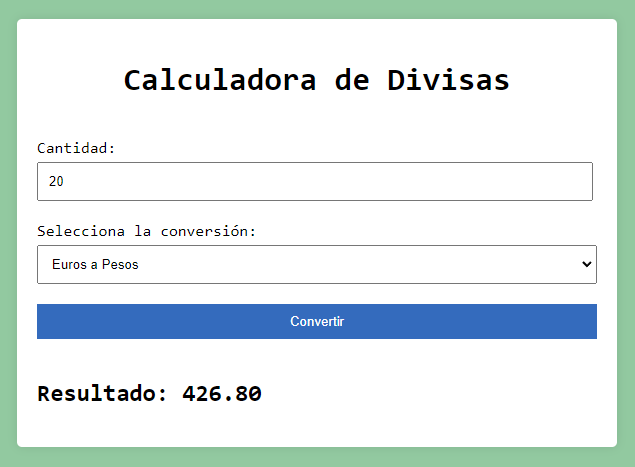 Calculadora de Divisas
Cantidad:
20
Selecciona la conversión:
Euros a Pesos
Convertir
Resultado: 426.80